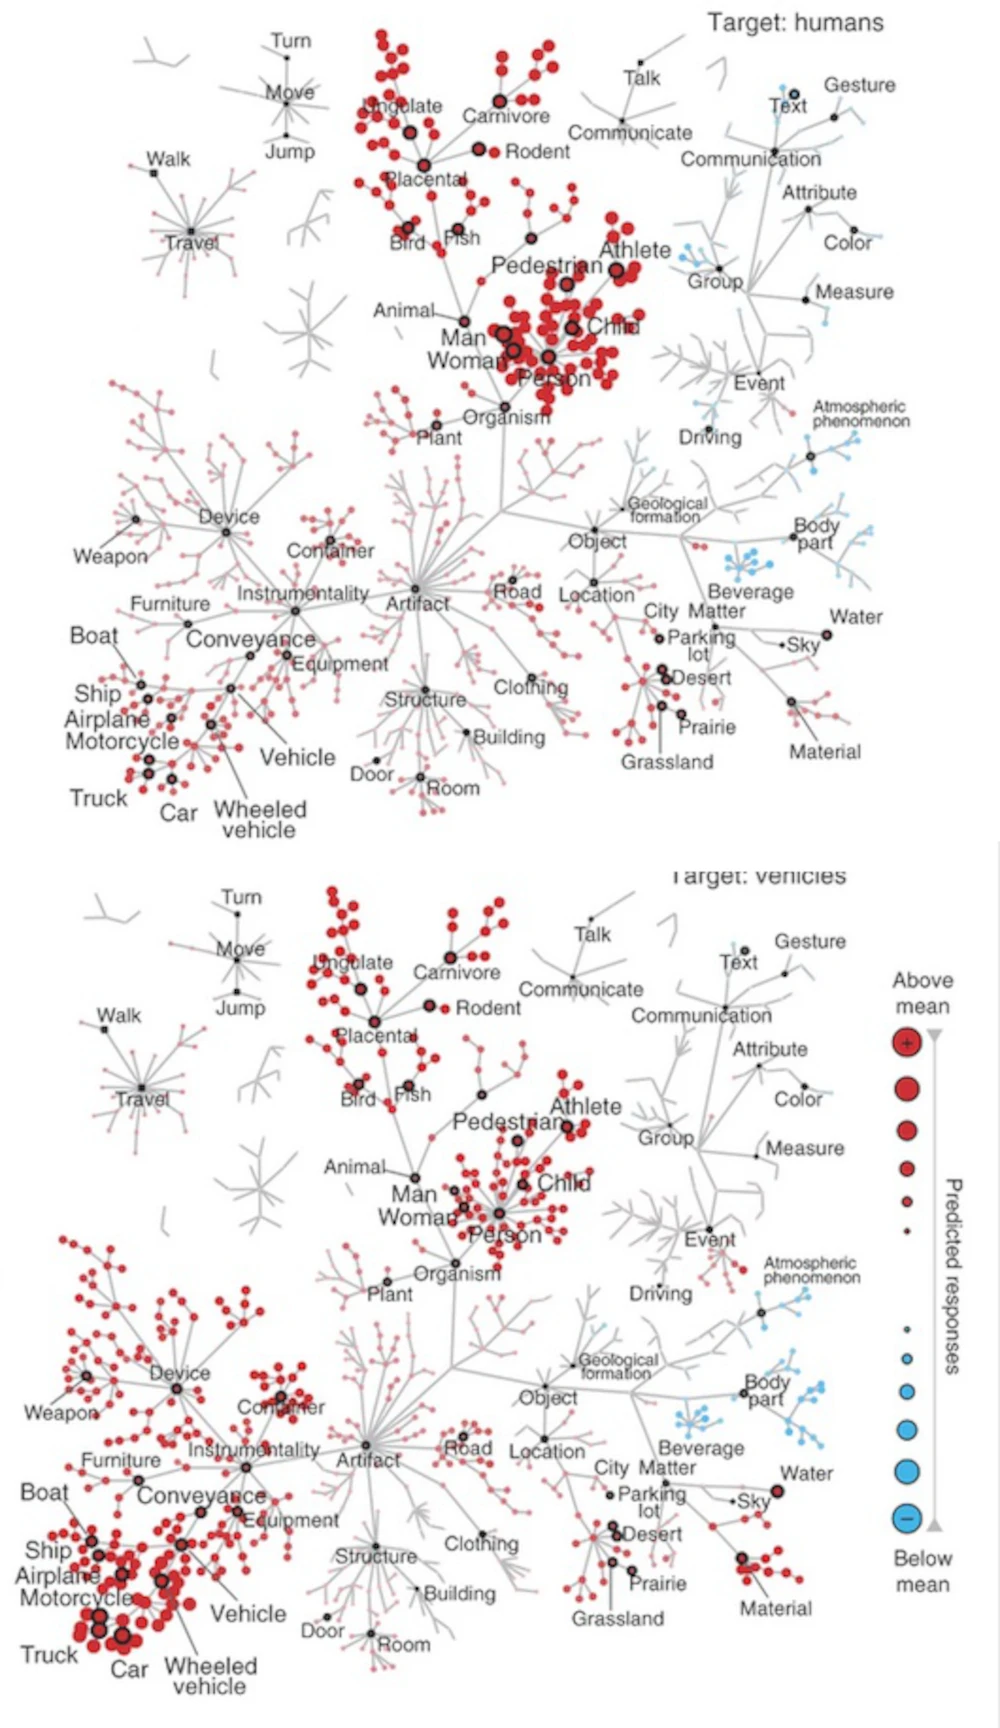 Target: humans
Turn
Talk
Gesture
Move
Ungulate
Carnivore
Text
Communicate
Jump
Rodent
Communication
Walk
Placental
Attribute
Travel
Bird
Fish
Athlete
Color
Pedestrian
Group
Measure
Animal
Child
Man
Woman
Person
Event
Organism
Atmospheric
phenomenon
Plant
Driving
Device
Geological
formation
Body
part
Weapon
Container
Object
Furniture
Instrumentality
Artifact
Road
Location
Beverage
City
Matter
Water
Boat
Conveyance
Parking
lot
Sky
Equipment
Ship
Structure
Clothing
Desert
Airplane
Motorcycle
Building
Prairie
Vehicle
Door
Grassland
Material
Truck
Room
Car
Wheeled
vehicle
Target: vehicles
Turn
Talk
Gesture
Move
Ungulate
Carnivore
Text
Communicate
Above
mean
Jump
Rodent
Communication
Walk
Placental
+
Attribute
Travel
Bird
Fish
Athlete
Color
Pedestrian
Group
Measure
Animal
Child
Man
Woman
Person
Event
Predicted responses
Organism
Atmospheric
phenomenon
Plant
Driving
Device
Geological
formation
Body
part
Weapon
Container
Object
Furniture
Instrumentality
Artifact
Road
Location
Beverage
City
Matter
Water
Boat
Conveyance
Parking
lot
Sky
Equipment
−
Ship
Structure
Clothing
Desert
Below
mean
Airplane
Motorcycle
Building
Prairie
Vehicle
Door
Grassland
Material
Truck
Room
Car
Wheeled
vehicle